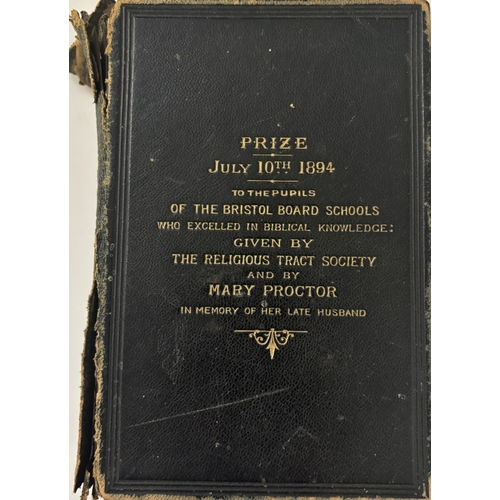 PRIZE
JULY 10TH 1894
TO THE PUPILS
OF THE BRISTOL BOARD SCHOOLS
WHO EXCELLED IN BIBLICAL KNOWLEDGE:
GIVEN BY
THE RELIGIOUS TRACT SOCIETY
AND BY
MARY PROCTOR
IN MEMORY OF HER LATE HUSBAND